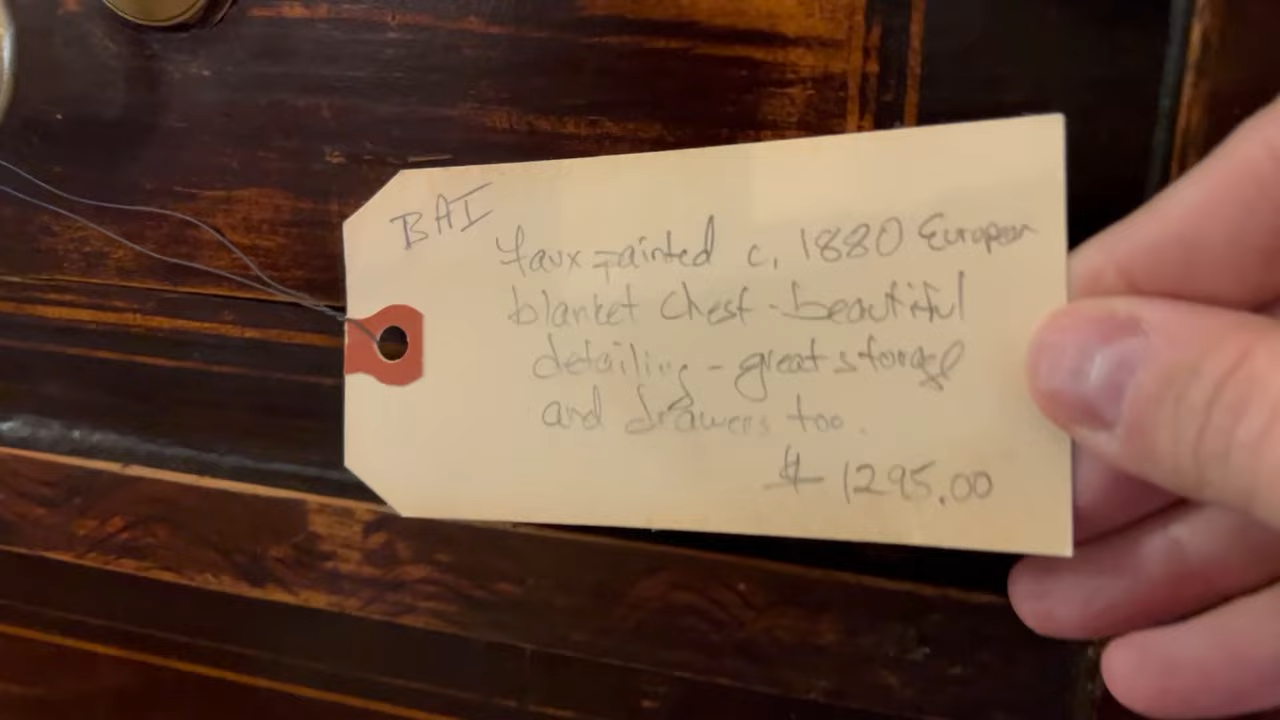 BAI
faux painted c. 1880 European
blanket chest - beautiful
detailing - great storage
and drawers too.
$ 1295.00